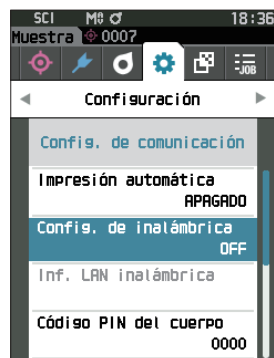 SCI M0 18:36
Muestra 0007
JOB
Configuración
Config. de comunicación
Impresión automática
APAGADO
Config. de inalámbrica
OFF
Inf. LAN inalámbrica
Código PIN del cuerpo
0000